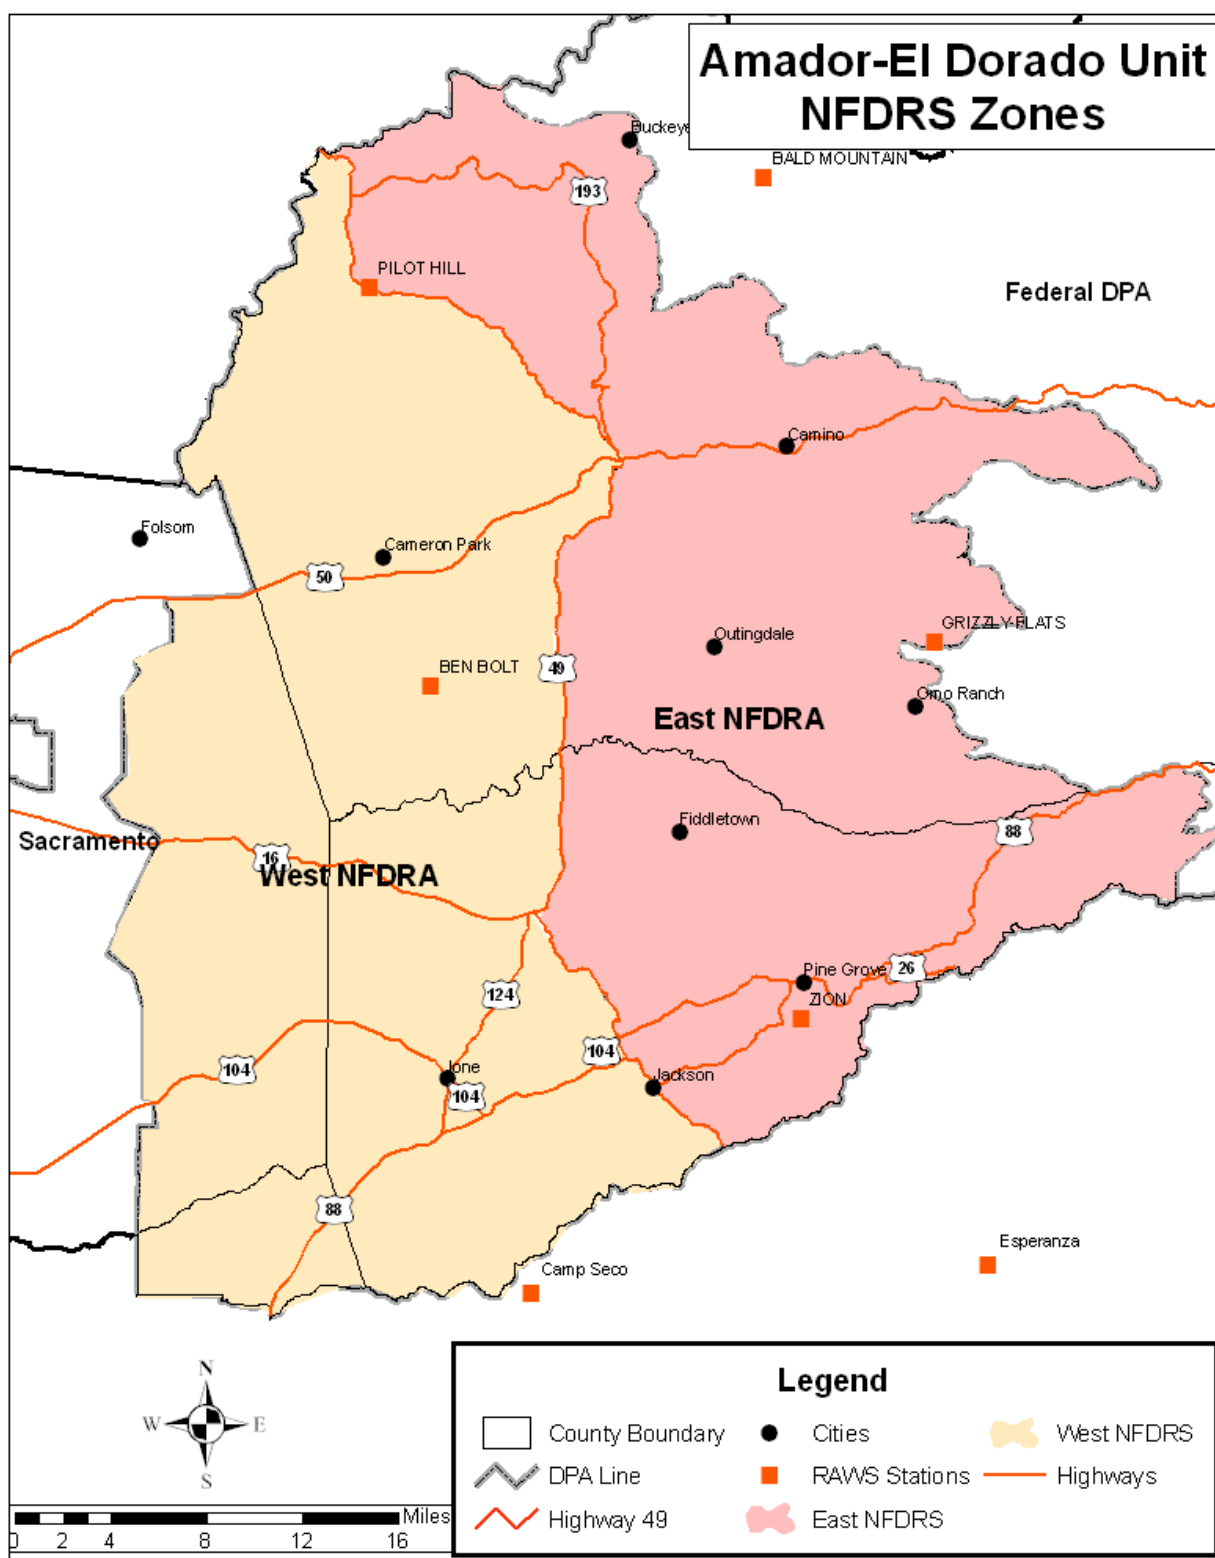 Amador-El Dorado Unit
NFDRS Zones
Buckeye
BALD MOUNTAIN
193
PILOT HILL
Federal DPA
Camino
Folsom
Cameron Park
50
Outingdale
GRIZZLY FLATS
BEN BOLT
49
Omo Ranch
East NFDRA
Fiddletown
88
Sacramento
16
West NFDRA
Pine Grove
26
124
ZION
104
104
Ione
Jackson
104
88
Esperanza
Camp Seco
N
W
E
S
Legend
County Boundary
Cities
West NFDRS
DPA Line
RAWS Stations
Highways
Highway 49
East NFDRS
Miles
0 2 4 8 12 16